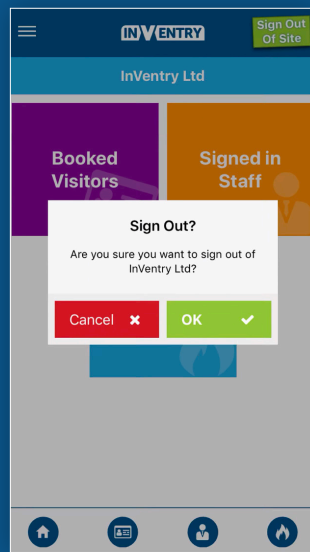 INVENTRY
Sign Out
Of Site
InVentry Ltd
Booked
Visitors
Signed in
Staff
Sign Out?
Are you sure you want to sign out of
InVentry Ltd?
Cancel
OK